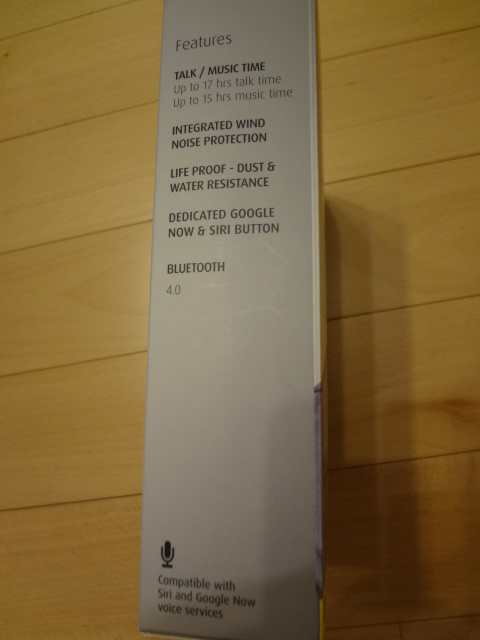 Features
TALK / MUSIC TIME
Up to 17 hrs talk time
Up to 15 hrs music time
INTEGRATED WIND
NOISE PROTECTION
LIFE PROOF - DUST &
WATER RESISTANCE
DEDICATED GOOGLE
NOW & SIRI BUTTON
BLUETOOTH
4.0
Compatible with
Siri and Google Now
voice services